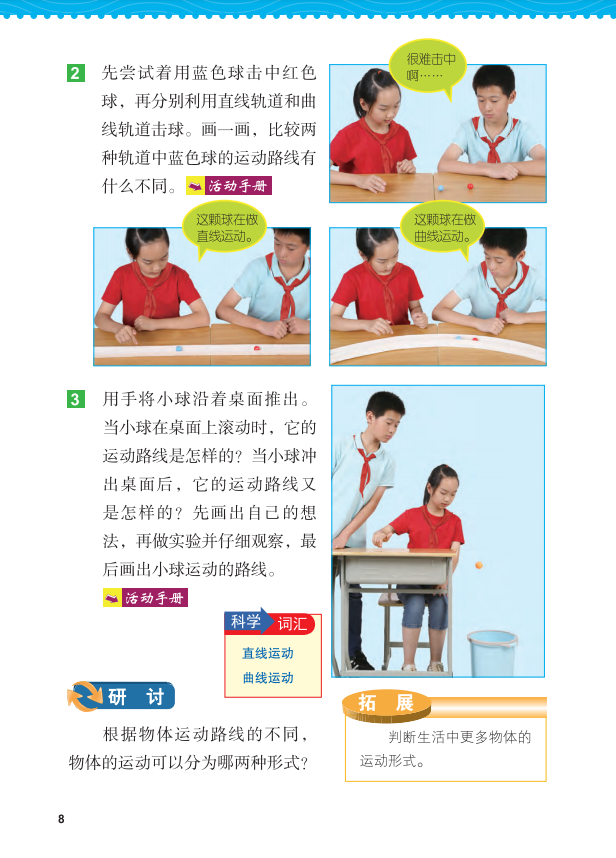 2 先尝试着用蓝色球击中红色
球，再分别利用直线轨道和曲
线轨道击球。画一画，比较两
种轨道中蓝色球的运动路线有
什么不同。 活动手册
很难击中
啊……
这颗球在做
直线运动。
这颗球在做
曲线运动。
3 用手将小球沿着桌面推出。
当小球在桌面上滚动时，它的
运动路线是怎样的？当小球冲
出桌面后，它的运动路线又
是怎样的？先画出自己的想
法，再做实验并仔细观察，最
后画出小球运动的路线。
活动手册
科学 词汇
直线运动
曲线运动
研 讨
根据物体运动路线的不同，
物体的运动可以分为哪两种形式？
拓 展
判断生活中更多物体的
运动形式。
8